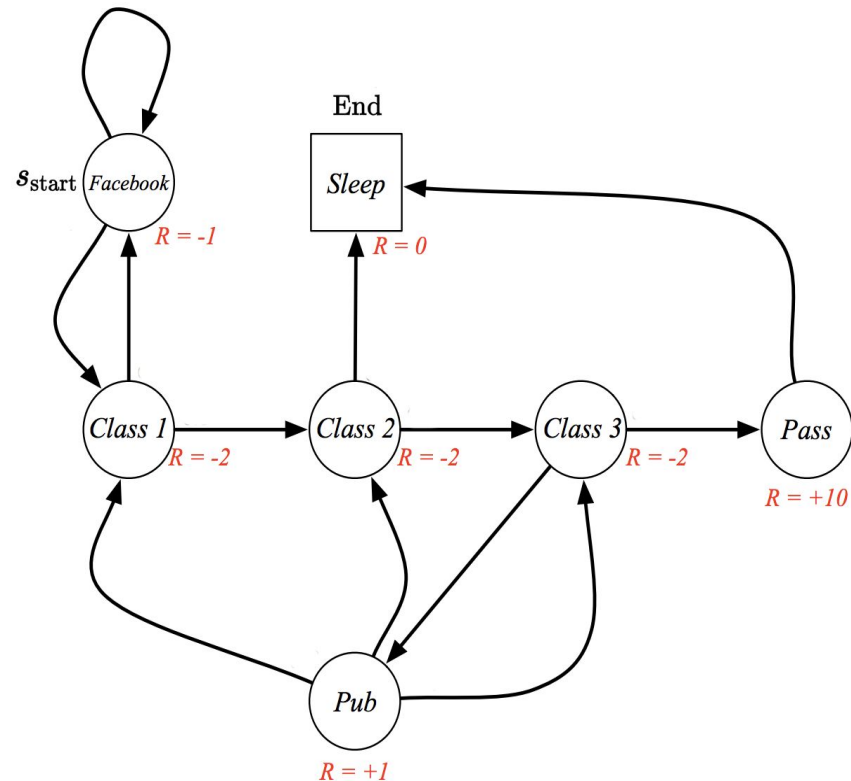 End
s_start
Facebook
Sleep
R = -1
R = 0
Class 1
Class 2
Class 3
Pass
R = -2
R = -2
R = -2
R = +10
Pub
R = +1